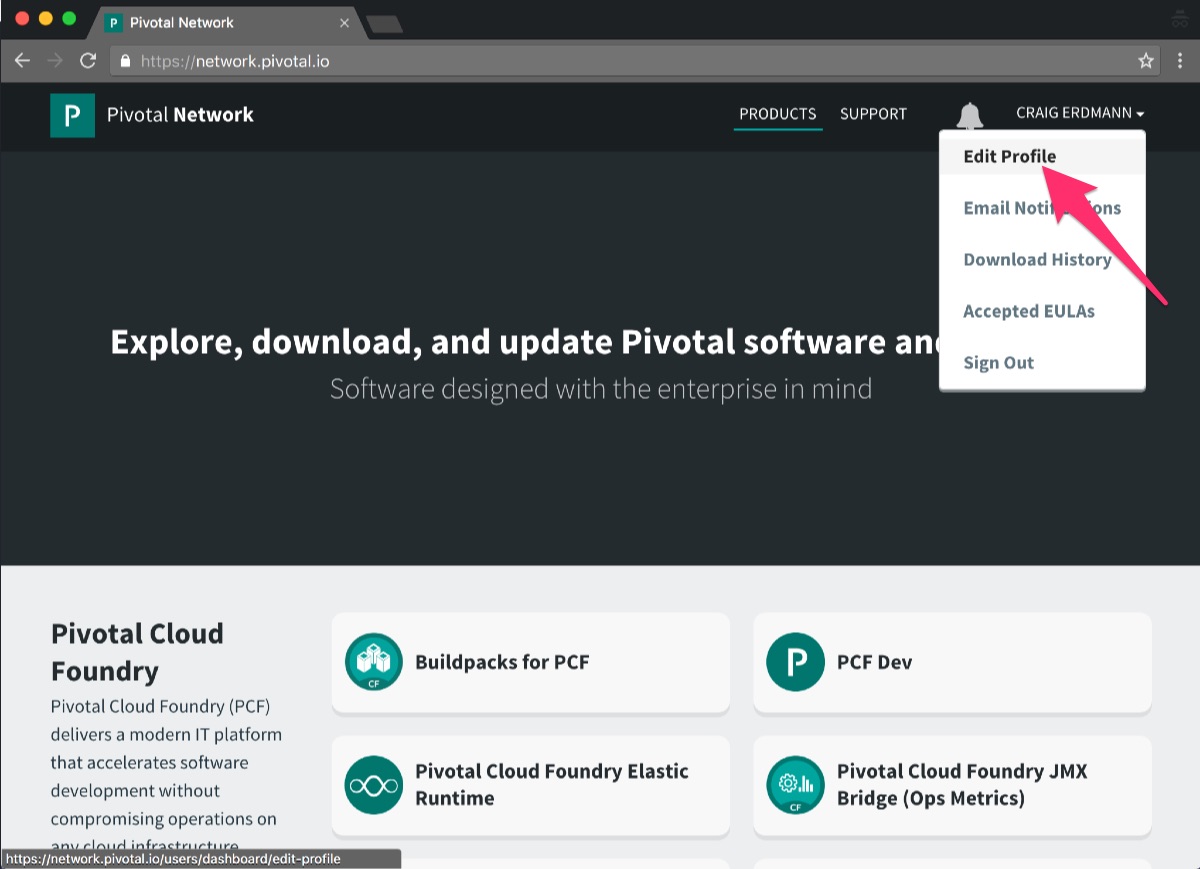 P Pivotal Network
https://network.pivotal.io
P Pivotal Network
PRODUCTS SUPPORT
CRAIG ERDMANN
Edit Profile
Email
Download History
Accepted EULAs
Sign Out
Explore, download, and update Pivotal software
Software designed with the enterprise in mind
Pivotal Cloud
Foundry
Pivotal Cloud Foundry (PCF)
delivers a modern IT platform
that accelerates software
development without
compromising operations on
any cloud infrastructure
CF
Buildpacks for PCF
P
PCF Dev
Pivotal Cloud Foundry Elastic
Runtime
CF
Pivotal Cloud Foundry JMX
Bridge (Ops Metrics)
https://network.pivotal.io/users/dashboard/edit-profile